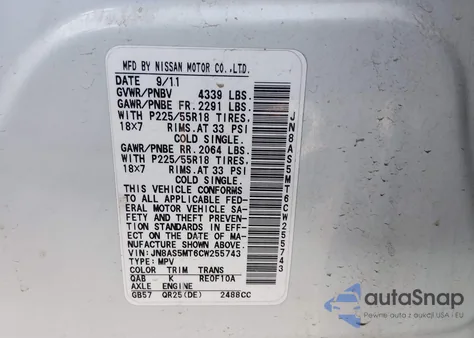 MFD BY NISSAN MOTOR CO.,LTD.
DATE 9/11
GVWR/PNBV 4339 LBS.
GAWR/PNBE FR. 2291 LBS.
WITH P225/55R18 TIRES,
18X7 RIMS, AT 33 PSI
COLD SINGLE.
GAWR/PNBE RR. 2064 LBS.
WITH P225/55R18 TIRES,
18X7 RIMS, AT 33 PSI
COLD SINGLE.
THIS VEHICLE CONFORMS
TO ALL APPLICABLE FED-
ERAL MOTOR VEHICLE SA-
FETY AND THEFT PREVEN-
TION STANDARDS IN EFF-
ECT ON THE DATE OF MA-
NUFACTURE SHOWN ABOVE.
VIN:JN8AS5MT6CW255743
TYPE: MPV
COLOR TRIM TRANS
QAB K RE0F10A
AXLE ENGINE
GB57 QR25(DE) 2488CC
JN8AS5MT6CW255743
autoSnap
Pewne auta z USA